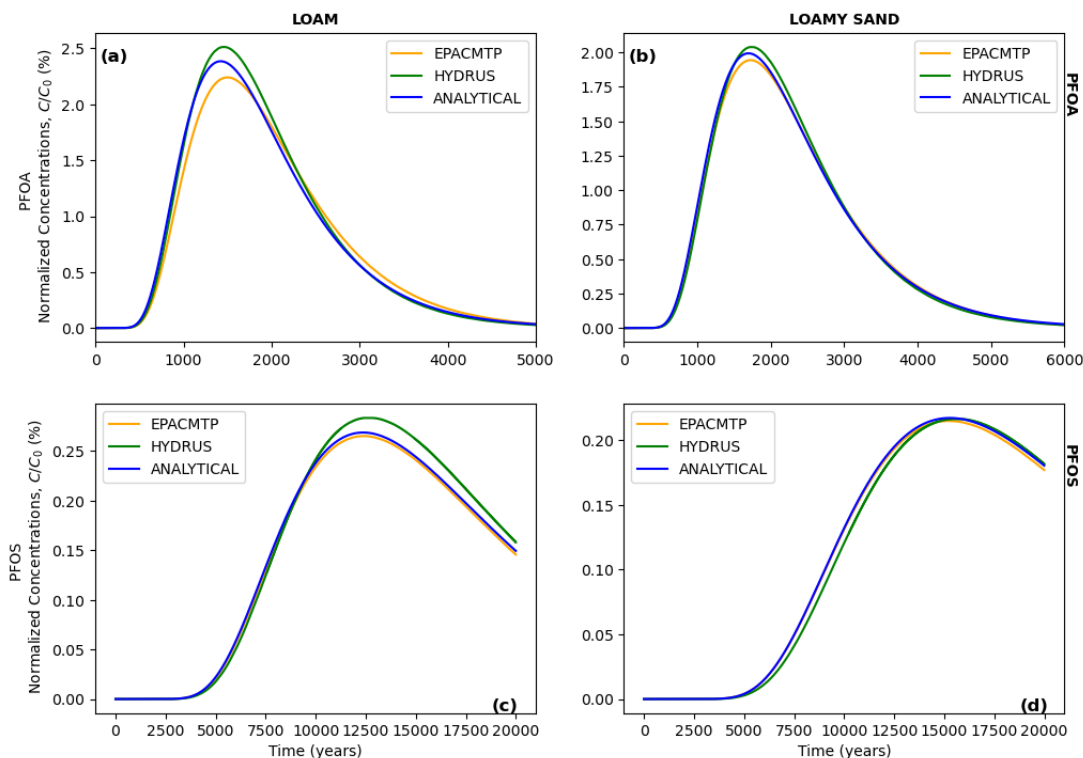 LOAM
LOAMY SAND
(a)
EPACMTP
HYDRUS
ANALYTICAL
PFOA
Normalized Concentrations, C/C₀ (%)
2.5
2.0
1.5
1.0
0.5
0.0
0 1000 2000 3000 4000 5000
(b)
EPACMTP
HYDRUS
ANALYTICAL
PFOA
2.00
1.75
1.50
1.25
1.00
0.75
0.50
0.25
0.00
0 1000 2000 3000 4000 5000 6000
EPACMTP
HYDRUS
ANALYTICAL
PFOS
Normalized Concentrations, C/C₀ (%)
0.25
0.20
0.15
0.10
0.05
0.00
(c)
0 2500 5000 7500 10000 12500 15000 17500 20000
Time (years)
EPACMTP
HYDRUS
ANALYTICAL
PFOS
0.20
0.15
0.10
0.05
0.00
(d)
0 2500 5000 7500 10000 12500 15000 17500 20000
Time (years)